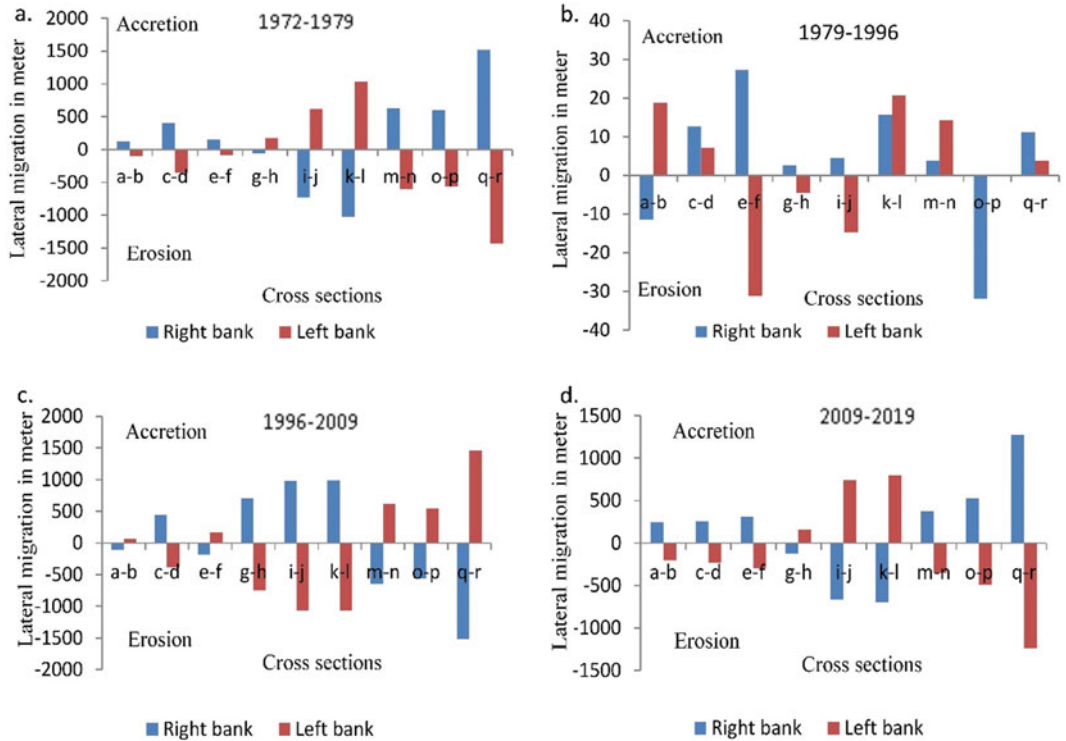 a.
Accretion
1972-1979
Lateral migration in meter
2000
1500
1000
500
0
-500
-1000
-1500
-2000
a-b c-d e-f g-h i-j k-l m-n o-p q-r
Erosion
Cross sections
Right bank Left bank
b.
Accretion
1979-1996
Lateral migration in meter
40
30
20
10
0
-10
-20
-30
-40
a-b c-d e-f g-h i-j k-l m-n o-p q-r
Erosion
Cross sections
Right bank Left bank
c.
Accretion
1996-2009
Lateral migration in meter
2000
1500
1000
500
0
-500
-1000
-1500
-2000
a-b c-d e-f g-h i-j k-l m-n o-p q-r
Erosion
Cross sections
Right bank Left bank
d.
Accretion
2009-2019
Lateral migration in meter
1500
1000
500
0
-500
-1000
-1500
a-b c-d e-f g-h i-j k-l m-n o-p q-r
Erosion
Cross sections
Right bank Left bank